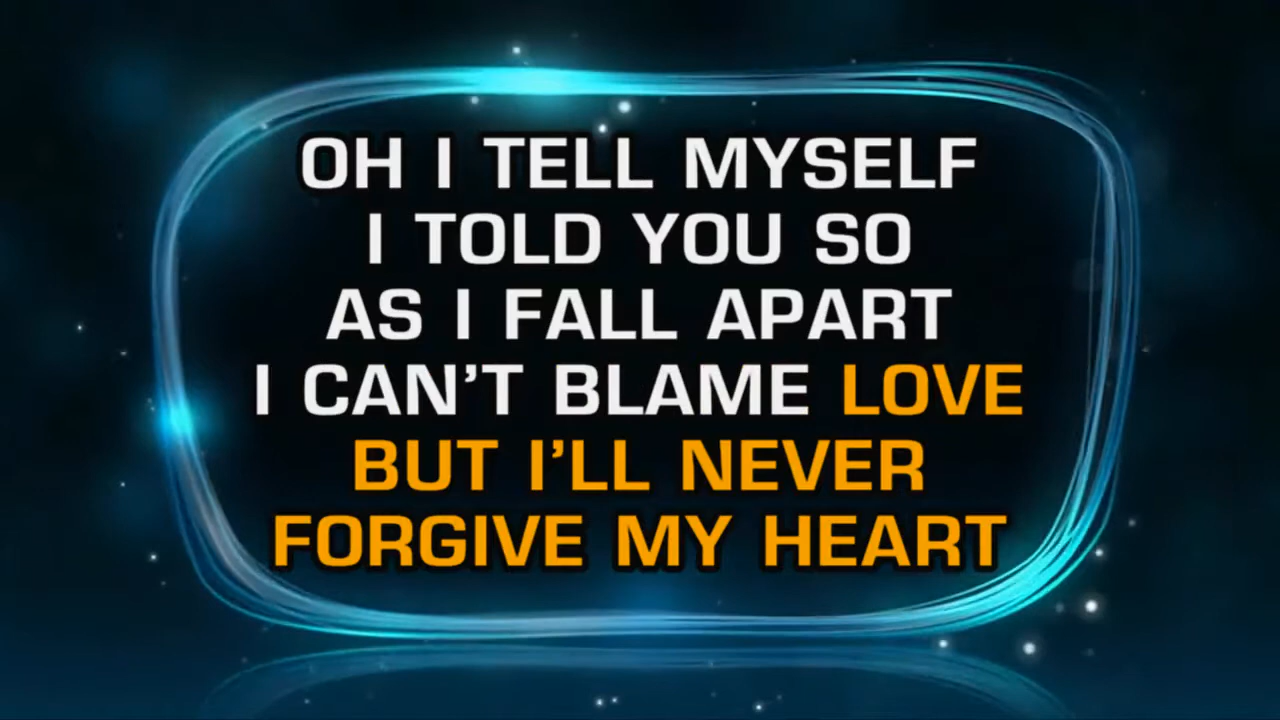 OH I TELL MYSELF
I TOLD YOU SO
AS I FALL APART
I CAN'T BLAME LOVE
BUT I'LL NEVER
FORGIVE MY HEART